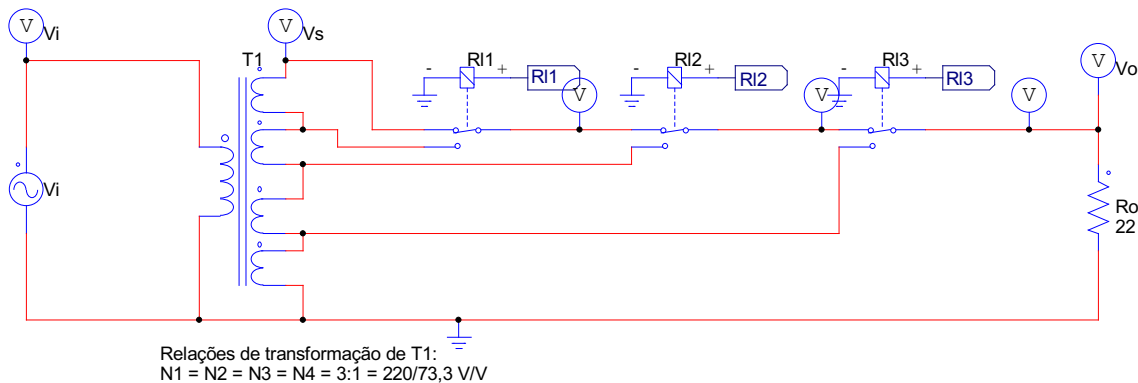 V Vi
V Vs
T1
- Rl1 + Rl1
V
- Rl2 + Rl2
V
- Rl3 + Rl3
V
V Vo
Vi
Ro
22
Relações de transformação de T1:
N1 = N2 = N3 = N4 = 3:1 = 220/73,3 V/V